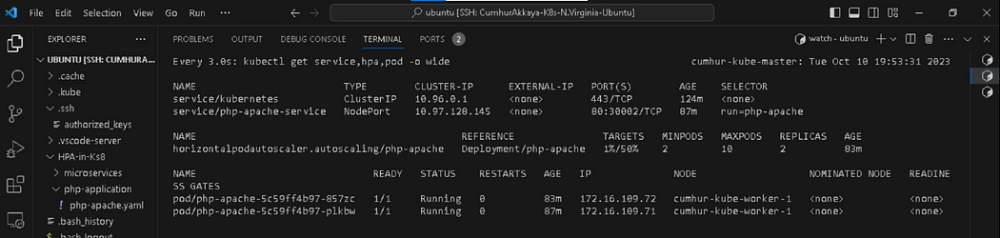 File Edit Selection View Go Run ... ubuntu [SSH: CumhurAkkaya-K8s-N.Virginia-Ubuntu]
EXPLORER ... PROBLEMS OUTPUT DEBUG CONSOLE TERMINAL PORTS 2 watch - ubuntu
UBUNTU [SSH: CUMHURA...
.cache
.kube
.ssh
authorized_keys
.vscode-server
HPA-in-Ks8
microservices
php-application
php-apache.yaml
.bash_history
.bash_logout
Every 3.0s: kubectl get service,hpa,pod -o wide cumhur-kube-master: Tue Oct 10 19:53:31 2023
NAME TYPE CLUSTER-IP EXTERNAL-IP PORT(S) AGE SELECTOR
service/kubernetes ClusterIP 10.96.0.1 <none> 443/TCP 124m <none>
service/php-apache-service NodePort 10.97.128.145 <none> 80:30002/TCP 87m run=php-apache
NAME REFERENCE TARGETS MINPODS MAXPODS REPLICAS AGE
horizontalpodautoscaler.autoscaling/php-apache Deployment/php-apache 1%/50% 2 10 2 83m
NAME READY STATUS RESTARTS AGE IP NODE NOMINATED NODE READINE
SS GATES
pod/php-apache-5c59ff4b97-857zc 1/1 Running 0 83m 172.16.109.72 cumhur-kube-worker-1 <none> <none>
pod/php-apache-5c59ff4b97-plkbw 1/1 Running 0 87m 172.16.109.71 cumhur-kube-worker-1 <none> <none>